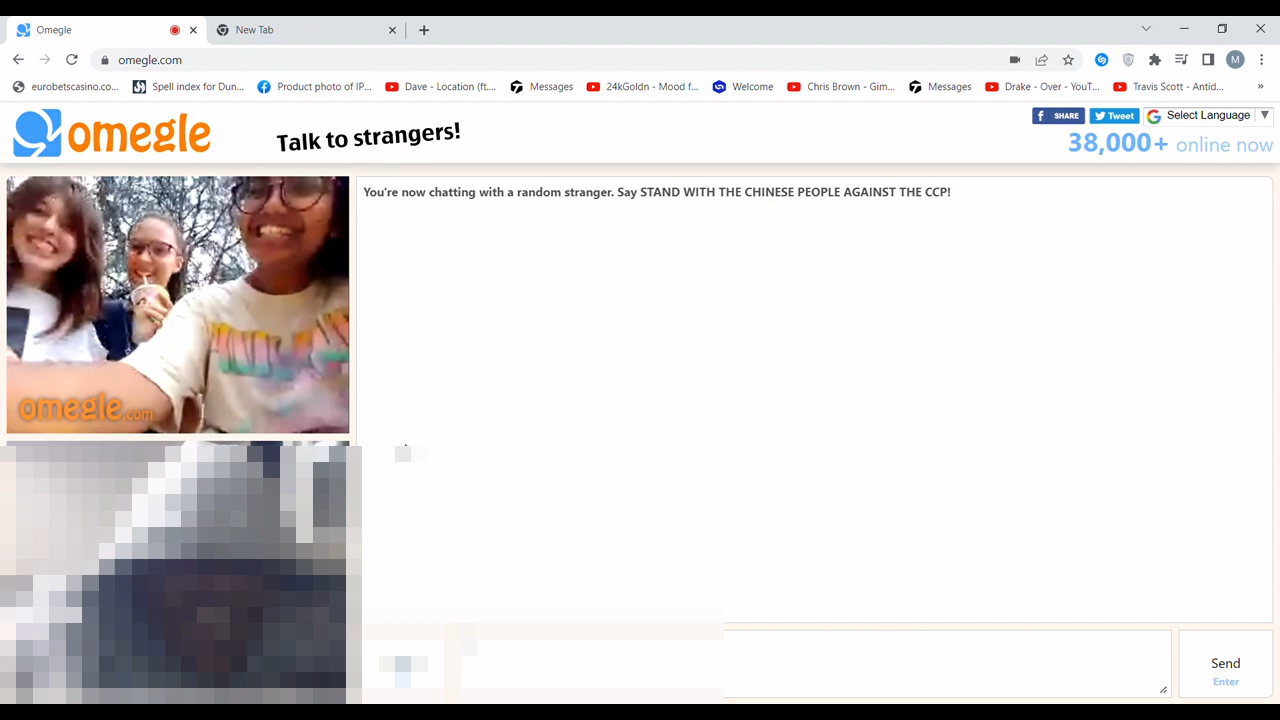 Omegle
New Tab
omegle.com
M
eurobetscasino.co...
Spell index for Dun...
Product photo of IP...
Dave - Location (ft....
Messages
24kGoldn - Mood f...
Welcome
Chris Brown - Gim...
Messages
Drake - Over - YouT...
Travis Scott - Antid...
»
omegle
Talk to strangers!
f SHARE
Tweet
G Select Language ▼
38,000+ online now
You're now chatting with a random stranger. Say STAND WITH THE CHINESE PEOPLE AGAINST THE CCP!
omegle.com
Send
Enter